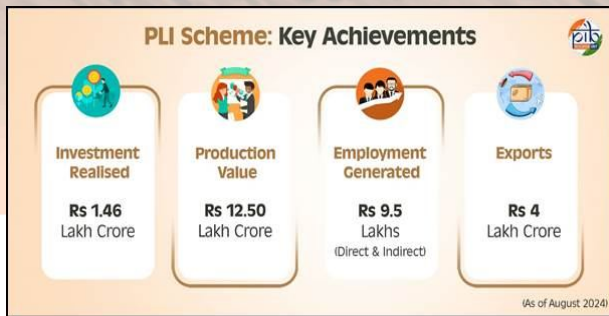 PLI Scheme: Key Achievements
pib
Investment
Realised
Rs 1.46
Lakh Crore
Production
Value
Rs 12.50
Lakh Crore
Employment
Generated
Rs 9.5
Lakhs
(Direct & Indirect)
Exports
Rs 4
Lakh Crore
(As of August 2024)